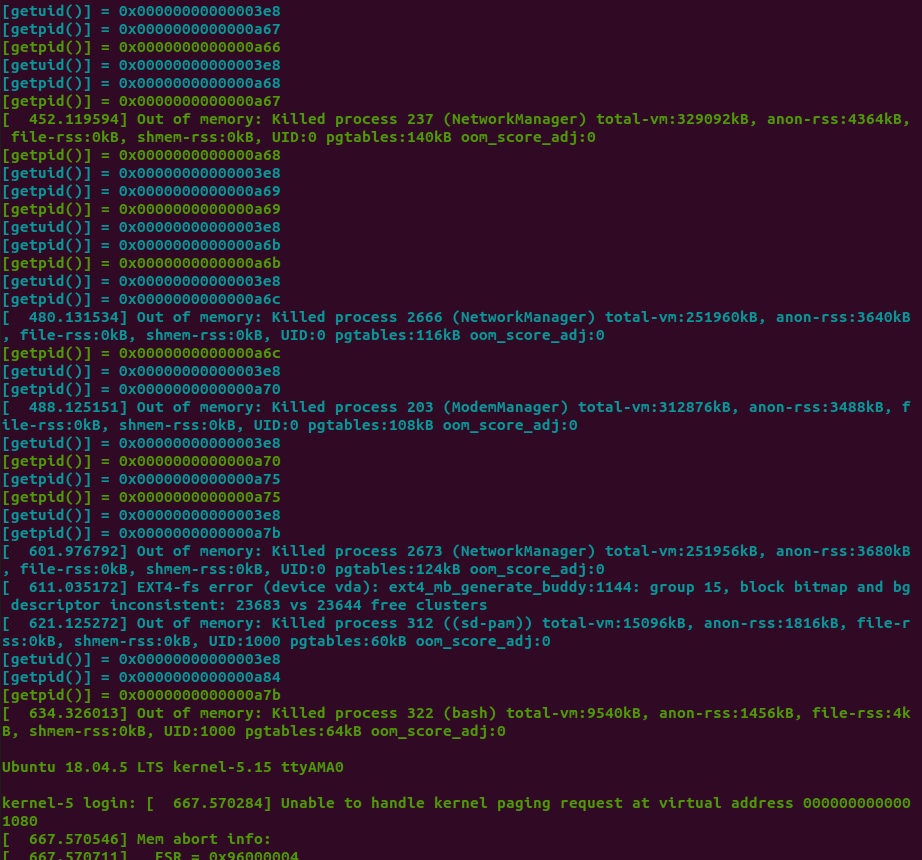 [getuid()] = 0x00000000000003e8
[getpid()] = 0x0000000000000a67
[getpid()] = 0x0000000000000a66
[getuid()] = 0x00000000000003e8
[getpid()] = 0x0000000000000a68
[getpid()] = 0x0000000000000a67
[  452.119594] Out of memory: Killed process 237 (NetworkManager) total-vm:329092kB, anon-rss:4364kB,
 file-rss:0kB, shmem-rss:0kB, UID:0 pgtables:140kB oom_score_adj:0
[getpid()] = 0x0000000000000a68
[getuid()] = 0x00000000000003e8
[getpid()] = 0x0000000000000a69
[getpid()] = 0x0000000000000a69
[getuid()] = 0x00000000000003e8
[getpid()] = 0x0000000000000a6b
[getpid()] = 0x0000000000000a6b
[getuid()] = 0x00000000000003e8
[getpid()] = 0x0000000000000a6c
[  480.131534] Out of memory: Killed process 2666 (NetworkManager) total-vm:251960kB, anon-rss:3640kB
, file-rss:0kB, shmem-rss:0kB, UID:0 pgtables:116kB oom_score_adj:0
[getpid()] = 0x0000000000000a6c
[getuid()] = 0x00000000000003e8
[getpid()] = 0x0000000000000a70
[  488.125151] Out of memory: Killed process 203 (ModemManager) total-vm:312876kB, anon-rss:3488kB, f
ile-rss:0kB, shmem-rss:0kB, UID:0 pgtables:108kB oom_score_adj:0
[getuid()] = 0x00000000000003e8
[getpid()] = 0x0000000000000a70
[getpid()] = 0x0000000000000a75
[getpid()] = 0x0000000000000a75
[getuid()] = 0x00000000000003e8
[getpid()] = 0x0000000000000a7b
[  601.976792] Out of memory: Killed process 2673 (NetworkManager) total-vm:251956kB, anon-rss:3680kB
, file-rss:0kB, shmem-rss:0kB, UID:0 pgtables:124kB oom_score_adj:0
[  611.035172] EXT4-fs error (device vda): ext4_mb_generate_buddy:1144: group 15, block bitmap and bg
 descriptor inconsistent: 23683 vs 23644 free clusters
[  621.125272] Out of memory: Killed process 312 ((sd-pam)) total-vm:15096kB, anon-rss:1816kB, file-r
ss:0kB, shmem-rss:0kB, UID:1000 pgtables:60kB oom_score_adj:0
[getuid()] = 0x00000000000003e8
[getpid()] = 0x0000000000000a84
[getpid()] = 0x0000000000000a7b
[  634.326013] Out of memory: Killed process 322 (bash) total-vm:9540kB, anon-rss:1456kB, file-rss:4k
B, shmem-rss:0kB, UID:1000 pgtables:64kB oom_score_adj:0
Ubuntu 18.04.5 LTS kernel-5.15 ttyAMA0
kernel-5 login: [  667.570284] Unable to handle kernel paging request at virtual address 000000000000
1080
[  667.570546] Mem abort info:
[  667.570711]   ESR = 0x96000004